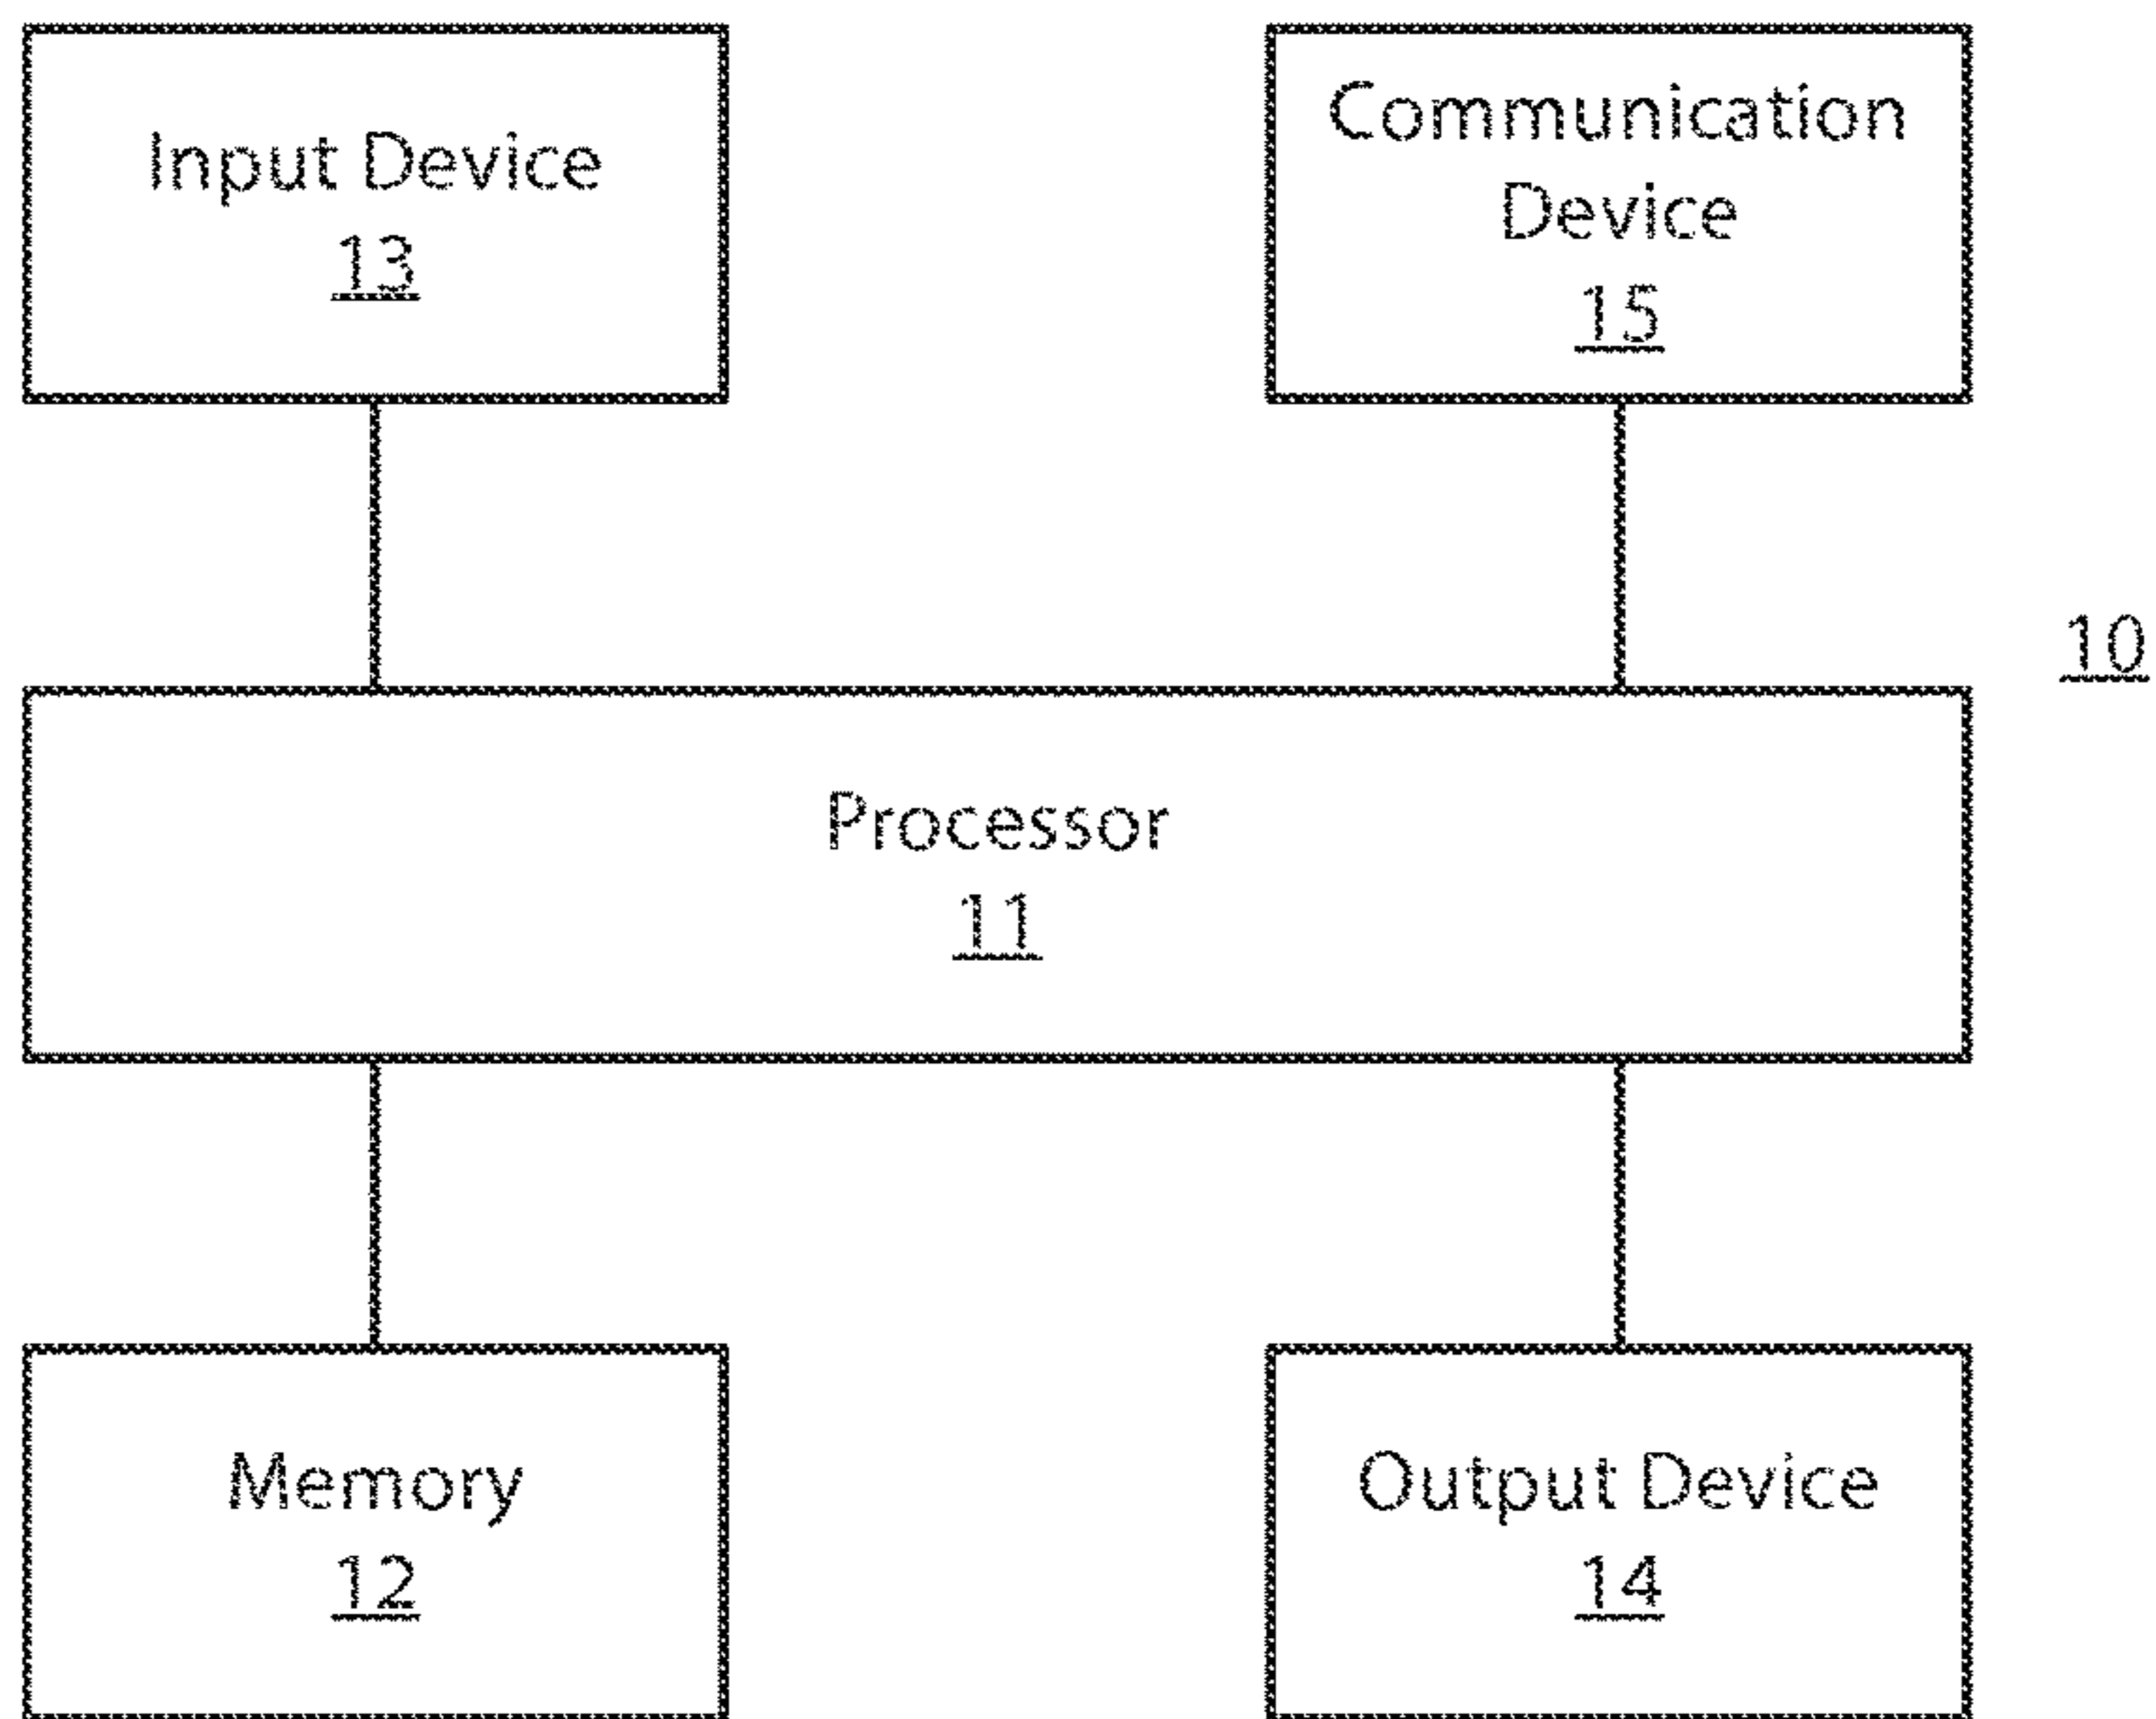 Input Device
13
Communication
Device
15
10
Processor
11
Memory
12
Output Device
14